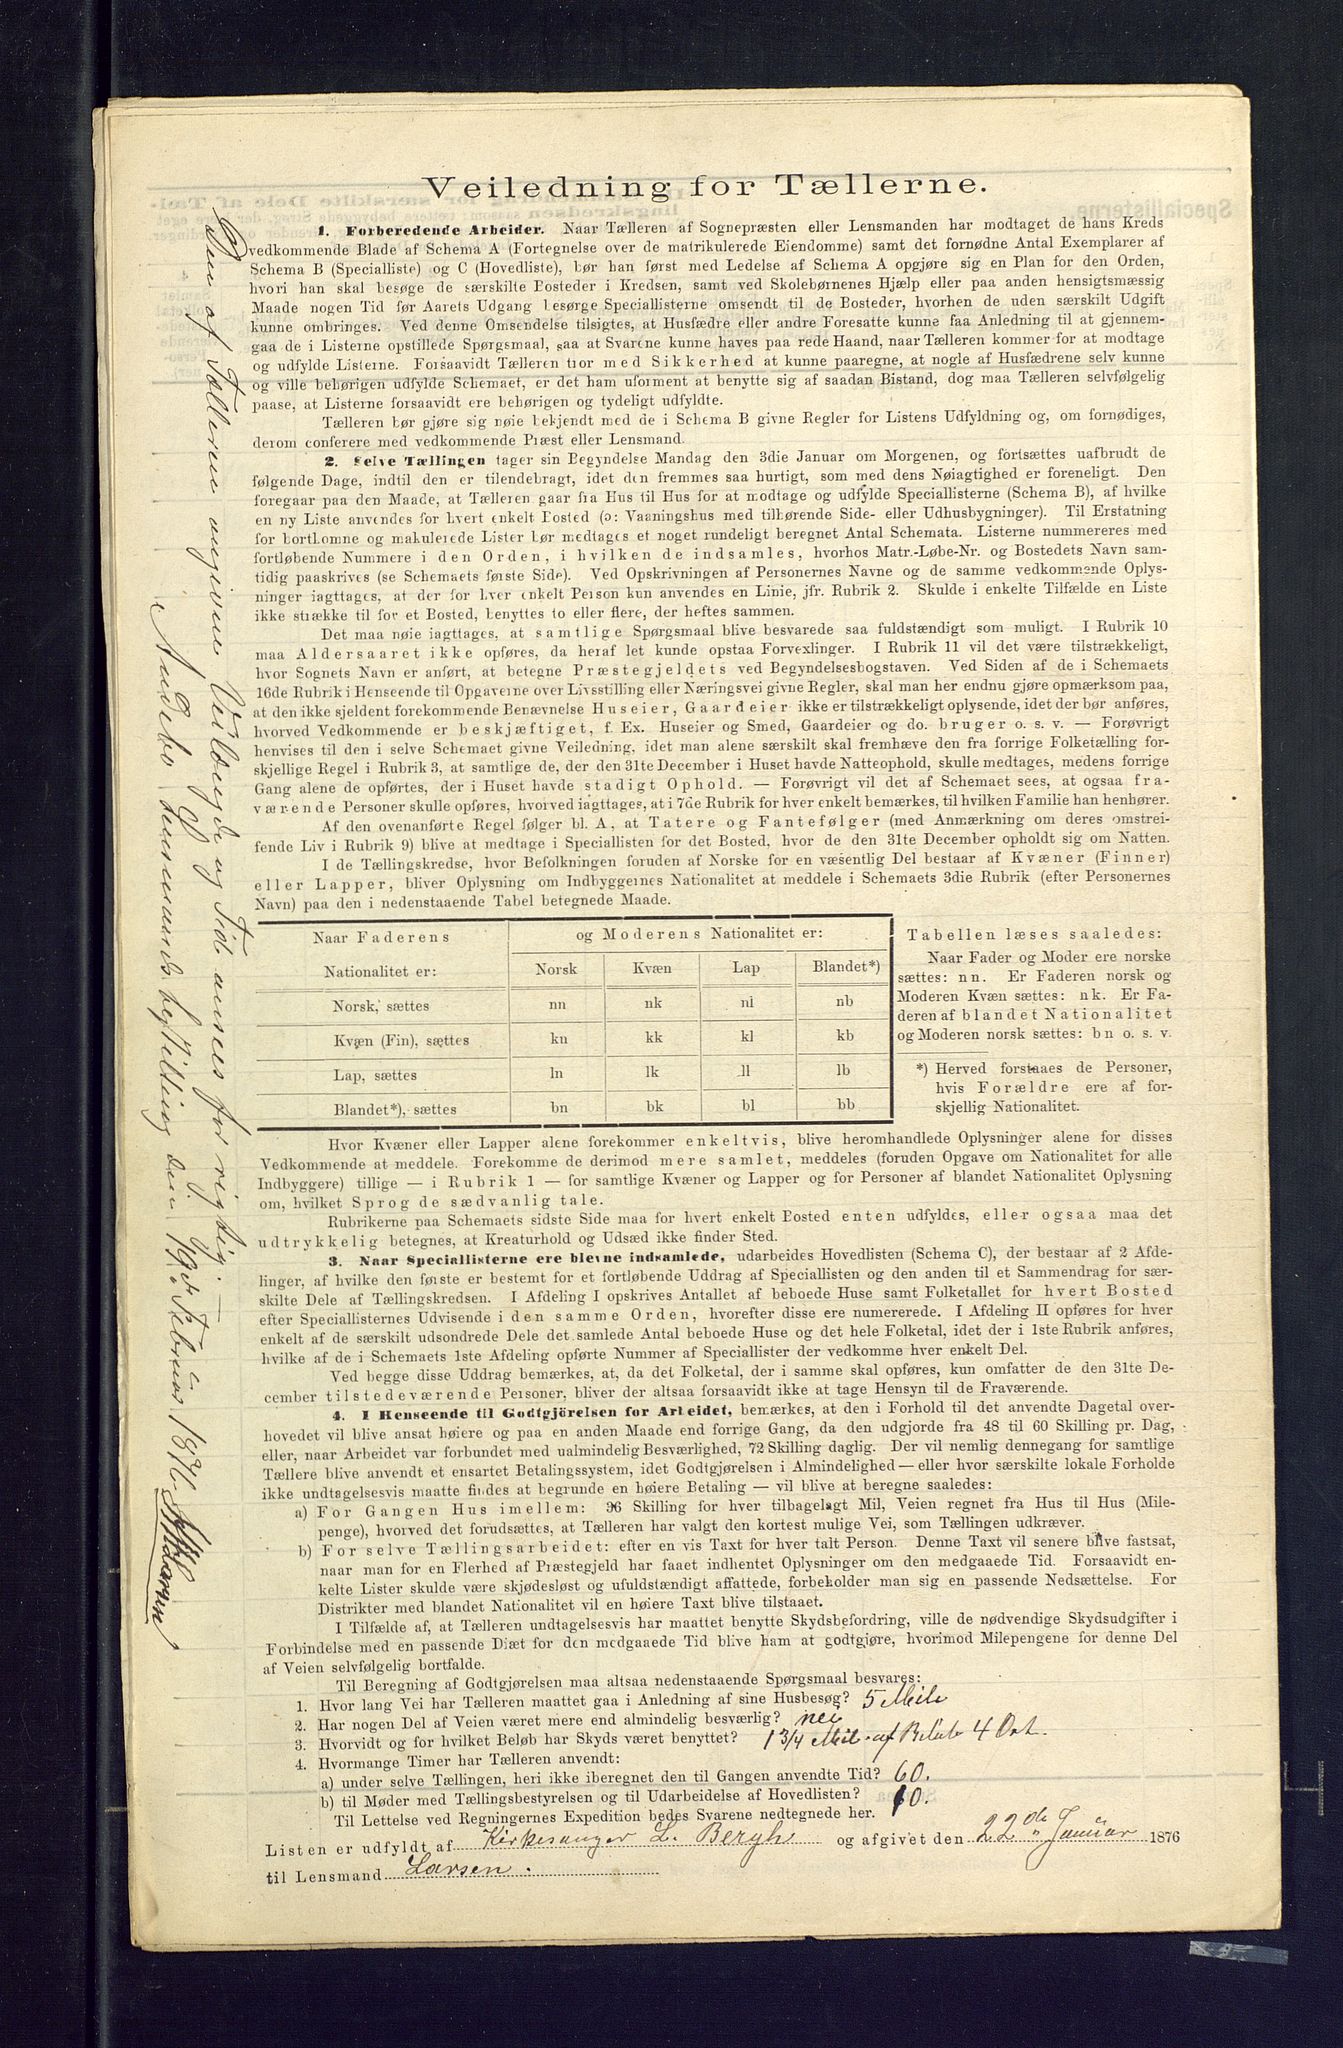 Veiledning for Tællerne.
1. Forberedende Arbeider. Naar Tælleren af Sognepræsten eller Lensmanden har modtaget de hans Kreds
vedkommende Blade af Schema A (Fortegnelse over de matrikulerede Eiendomme) samt det fornødne Antal Exemplarer af
Schema B (Specialliste) og C (Hovedliste), bør han først med Ledelse af Schema A opgjøre sig en Plan for den Orden,
hvori han skal besøge de særskilte Bosteder i Kredsen, samt ved Skolebørnenes Hjælp eller paa anden hensigtsmæssig
Maade nogen Tid før Aarets Udgang besørge Speciallisterne omsendt til de Bosteder, hvorhen de uden særskilt Udgift
kunne ombringes. Ved denne Omsendelse tilsigtes, at Husfædre eller andre Foresatte kunne faa Anledning til at gjennem-
gaa de i Listerne opstillede Spørgsmaal, saa at Svarene kunne haves paa rede Haand, naar Tælleren kommer for at modtage
og udfylde Listerne. Forsaavidt Tælleren tror med Sikkerhed at kunne paaregne, at nogle af Husfædrene selv kunne
og ville behørigen udfylde Schemaet, er det ham uforment at benytte sig af saadan Bistand, dog maa Tælleren selvfølgelig
paase, at Listerne forsaavidt ere behørigen og tydeligt udfyldte.
Tælleren bør gjøre sig nøie bekjendt med de i Schema B givne Regler for Listens Udfyldning og, om fornødiges,
derom conferere med vedkommende Præst eller Lensmand.
2. Selve Tællingen tager sin Begyndelse Mandag den 3die Januar om Morgenen, og fortsættes uafbrudt de
følgende Dage, indtil den er tilendebragt, idet den fremmes saa hurtigt, som med dens Nøiagtighed er foreneligt. Den
foregaar paa den Maade, at Tælleren gaar fra Hus til Hus for at modtage og udfylde Speciallisterne (Schema B), af hvilke
en ny Liste anvendes for hvert enkelt Bosted (ɔ: Vaaningshus med tilhørende Side- eller Udhusbygninger). Til Erstatning
for bortkomne og makulerede Lister bør medtages et noget rundeligt beregnet Antal Schemata. Listerne nummereres med
fortløbende Nummere i den Orden, i hvilken de indsamles, hvorhos Matr.-Løbe-Nr. og Bostedets Navn sam-
tidig paaskrives (se Schemaets første Side). Ved Opskrivningen af Personernes Navne og de samme vedkommende Oplys-
ninger iagttages, at der for hver enkelt Person kun anvendes en Linie, jfr. Rubrik 2. Skulde i enkelte Tilfælde en Liste
ikke strække til for et Bosted, benyttes to eller flere, der heftes sammen.
Det maa nøie iagttages, at samtlige Spørgsmaal blive besvarede saa fuldstændigt som muligt. I Rubrik 10
maa Aldersaaret ikke opføres, da heraf let kunde opstaa Forvexlinger. I Rubrik 11 vil det være tilstrækkeligt,
hvor Sognets Navn er anført, at betegne Præstegjeldets ved Begyndelsesbogstaven. Ved Siden af de i Schemaets
16de Rubrik i Henseende til Opgaverne over Livsstilling eller Næringsvei givne Regler, skal man her endnu gjøre opmærksom paa,
at den ikke sjeldent forekommende Benævnelse Huseier, Gaardeier ikke er tilstrækkeligt oplysende, idet der bør anføres,
hvorved Vedkommende er beskjæftiget, f. Ex. Huseier og Smed, Gaardeier og do. bruger o. s. v. — Forøvrigt
henvises til den i selve Schemaet givne Veiledning, idet man alene særskilt skal fremhæve den fra forrige Folketælling for-
skjellige Regel i Rubrik 3, at samtlige de, der den 31te December i Huset havde Natteophold, skulle medtages, medens forrige
Gang alene de opførtes, der i Huset havde stadigt Ophold. — Forøvrigt vil det af Schemaet sees, at ogsaa fra-
værende Personer skulle opføres, hvorved iagttages, at i 7de Rubrik for hver enkelt bemærkes, til hvilken Familie han henhører.
Af den ovenanførte Regel følger bl. A., at Tatere og Fantefølger (med Anmærkning om deres omstrei-
fende Liv i Rubrik 9) blive at medtage i Speciallisten for det Bosted, hvor de den 31te December opholdt sig om Natten.
I de Tællingskredse, hvor Befolkningen foruden af Norske for en væsentlig Del bestaar af Kvæner (Finner)
eller Lapper, bliver Oplysning om Indbyggernes Nationalitet at meddele i Schemaets 3die Rubrik (efter Personernes
Navn) paa den i nedenstaaende Tabel betegnede Maade.
Naar Faderens og Moderens Nationalitet er:
Nationalitet er: Norsk Kvæn Lap Blandet*)
Norsk, sættes nn nk nl nb
Kvæn (Fin), sættes kn kk kl kb
Lap, sættes ln lk ll lb
Blandet*), sættes bn bk bl bb
Tabellen læses saaledes:
Naar Fader og Moder ere norske
sættes: nn. Er Faderen norsk og
Moderen Kvæn sættes: nk. Er Fa-
deren af blandet Nationalitet
og Moderen norsk sættes: bn o. s. v.
*) Herved forstaaes de Personer,
hvis Forældre ere af for-
skjellig Nationalitet.
Hvor Kvæner eller Lapper alene forekommer enkeltvis, blive heromhandlede Oplysninger alene for disses
Vedkommende at meddele. Forekomme de derimod mere samlet, meddeles (foruden Opgave om Nationalitet for alle
Indbyggere) tillige — i Rubrik 1 — for samtlige Kvæner og Lapper og for Personer af blandet Nationalitet Oplysning
om, hvilket Sprog de sædvanlig tale.
Rubrikerne paa Schemaets sidste Side maa for hvert enkelt Bosted enten udfyldes, eller ogsaa maa det
udtrykkelig betegnes, at Kreaturhold og Udsæd ikke finder Sted.
3. Naar Speciallisterne ere blevne indsamlede, udarbeides Hovedlisten (Schema C), der bestaar af 2 Afde-
linger, af hvilke den første er bestemt for et fortløbende Uddrag af Speciallisten og den anden til et Sammendrag for sær-
skilte Dele af Tællingskredsen. I Afdeling I opskrives Antallet af beboede Huse samt Folketallet for hvert Bosted
efter Speciallisternes Udvisende i den samme Orden, hvorefter disse ere numererede. I Afdeling II opføres for hver
enkelt af de særskilt udsondrede Dele det samlede Antal beboede Huse og det hele Folketal, idet der i 1ste Rubrik anføres,
hvilke af de i Schemaets 1ste Afdeling opførte Nummer af Speciallister der vedkomme hver enkelt Del.
Ved begge disse Uddrag bemærkes, at, da det Folketal, der i samme skal opføres, kun omfatter de den 31te De-
cember tilstedeværende Personer, bliver der altsaa forsaavidt ikke at tage Hensyn til de Fraværende.
4. I Henseende til Godtgjörelsen for Arbeidet, bemærkes, at den i Forhold til det anvendte Dagetal over-
hovedet vil blive ansat høiere og paa en anden Maade end forrige Gang, da den udgjorde fra 48 til 60 Skilling pr. Dag,
eller, naar Arbeidet var forbundet med ualmindelig Besværlighed, 72 Skilling daglig. Der vil nemlig dennegang for samtlige
Tællere blive anvendt et ensartet Betalingssystem, idet Godtgjørelsen i Almindelighed — eller hvor særskilte lokale Forholde
ikke undtagelsesvis maatte findes at begrunde en høiere Betaling — vil blive at beregne saaledes:
a) For Gangen Hus imellem: 36 Skilling for hver tilbagelagt Mil, Veien regnet fra Hus til Hus (Mile-
penge), hvorved det forudsættes, at Tælleren har valgt den kortest mulige Vei, som Tællingen udkræver.
b) For selve Tællingsarbeidet: efter en vis Taxt for hver talt Person. Denne Taxt vil senere blive fastsat,
naar man for en Flerhed af Præstegjeld har faaet indhentet Oplysninger om den medgaaede Tid. Forsaavidt en-
kelte Lister skulde være skjødesløst og ufuldstændigt affattede, forbeholder man sig en passende Nedsættelse. For
Distrikter med blandet Nationalitet vil en høiere Taxt blive tilstaaet.
I Tilfælde af, at Tælleren undtagelsesvis har maattet benytte Skydsbefordring, ville de nødvendige Skydsudgifter i
Forbindelse med en passende Diæt for den medgaaede Tid blive ham at godtgjøre, hvorimod Milepengene for denne Del
af Veien selvfølgelig bortfalde.
Til Beregning af Godtgjørelsen maa altsaa nedenstaaende Spørgsmaal besvares:
1. Hvor lang Vei har Tælleren maattet gaa i Anledning af sine Husbesøg? 5 Mile
2. Har nogen Del af Veien været mere end almindelig besværlig? nei
3. Hvorvidt og for hvilket Beløb har Skyds været benyttet? 1 3/4 Mil af Beløb 4 Ort.
4. Hvormange Timer har Tælleren anvendt:
a) under selve Tællingen, heri ikke iberegnet den til Gangen anvendte Tid? 60.
b) til Møder med Tællingsbestyrelsen og til Udarbeidelse af Hovedlisten? 10.
Til Lettelse ved Regningernes Expedition bedes Svarene nedtegnede her.
Listen er udfyldt af Kirkesanger L. Bergh og afgivet den 22de Januar 1876
til Lensmand Larsen.
Den af Tælleren angivne Veilængde og Tid ansees for rigtig. —
Andebo Lensmandsbestilling den 19de Februar 1876.